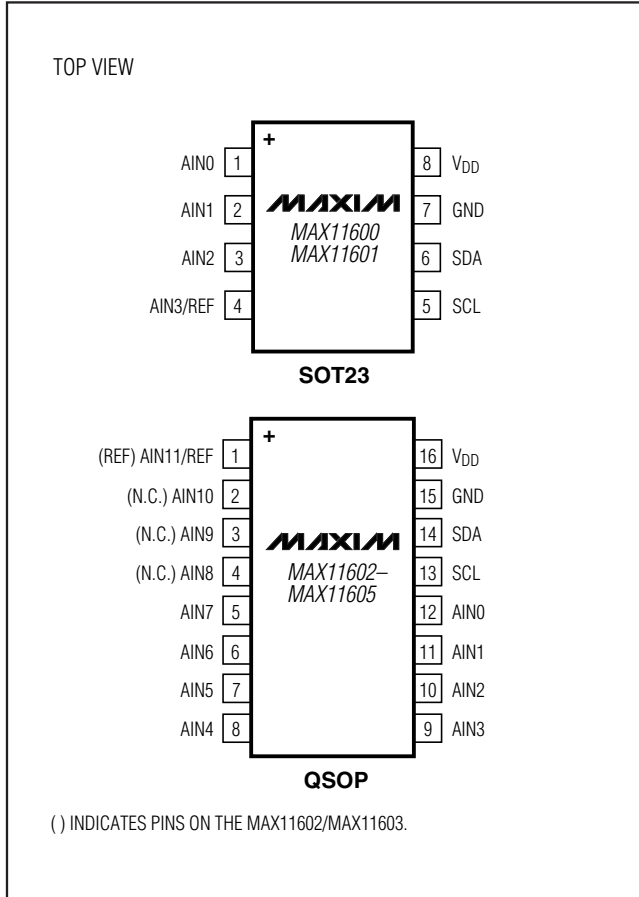 TOP VIEW
+
AIN0 1
8 VDD
AIN1 2
MAXIM
7 GND
MAX11600
AIN2 3
MAX11601
6 SDA
AIN3/REF 4
5 SCL
SOT23
+
(REF) AIN11/REF 1
16 VDD
(N.C.) AIN10 2
15 GND
(N.C.) AIN9 3
MAXIM
14 SDA
(N.C.) AIN8 4
MAX11602–
13 SCL
MAX11605
AIN7 5
12 AIN0
AIN6 6
11 AIN1
AIN5 7
10 AIN2
AIN4 8
9 AIN3
QSOP
( ) INDICATES PINS ON THE MAX11602/MAX11603.